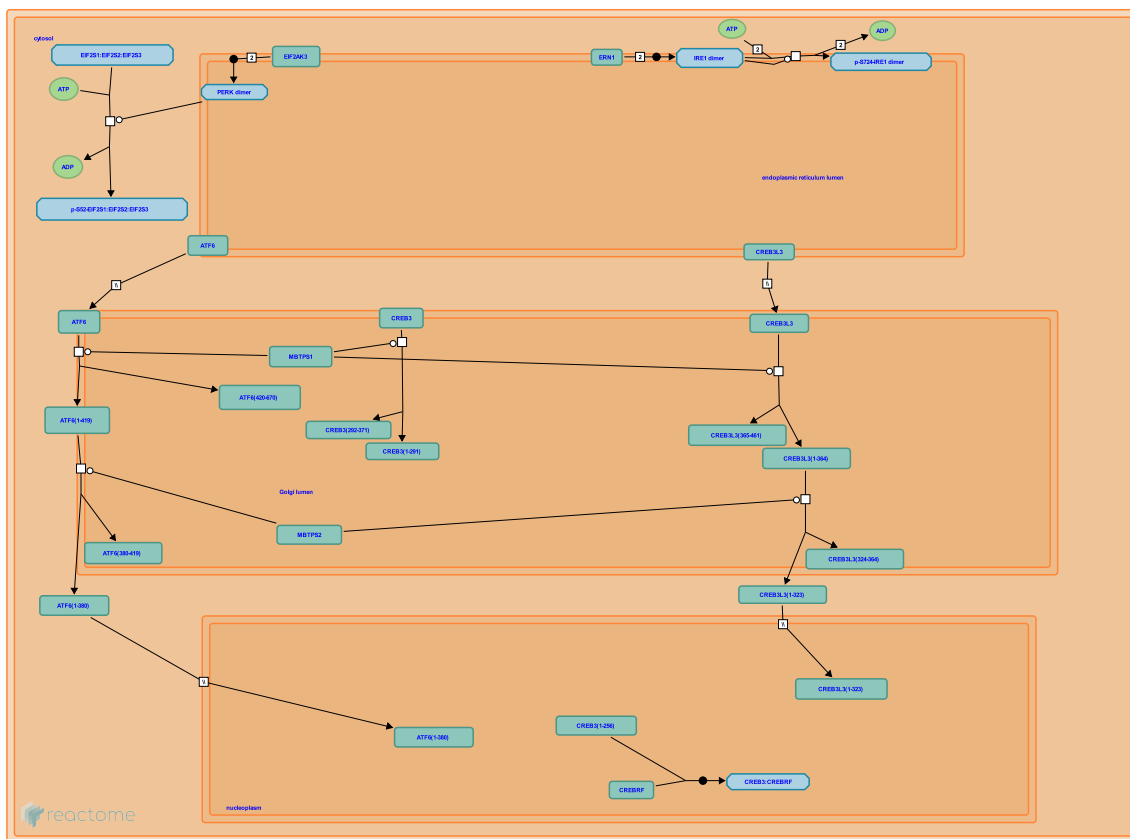 cytosol
EIF2S1:EIF2S2:EIF2S3
ATP
ADP
p-S52-EIF2S1:EIF2S2:EIF2S3
2
EIF2AK3
PERK dimer
ERN1
2
IRE1 dimer
ATP
2
2
ADP
p-S724-IRE1 dimer
endoplasmic reticulum lumen
ATF6
CREB3L3
\\
\\
ATF6
CREB3
CREB3L3
MBTPS1
ATF6(420-670)
ATF6(1-419)
CREB3(292-371)
CREB3(1-291)
CREB3L3(365-461)
CREB3L3(1-364)
Golgi lumen
MBTPS2
ATF6(380-419)
CREB3L3(324-364)
ATF6(1-380)
CREB3L3(1-323)
\\
\\
CREB3L3(1-323)
ATF6(1-380)
CREB3(1-256)
CREBRF
CREB3:CREBRF
nucleoplasm
reactome